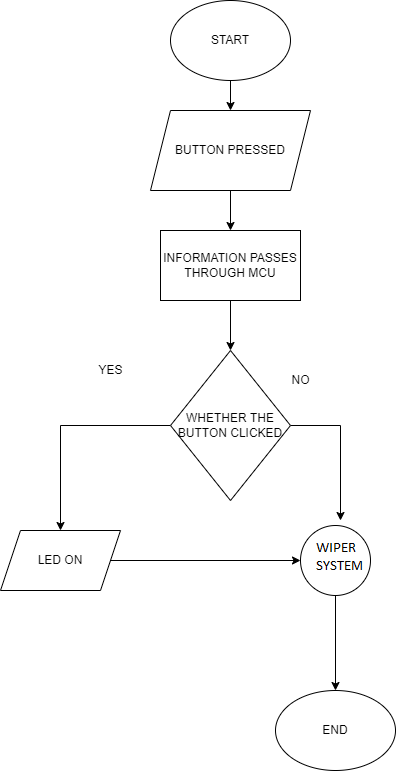 START
BUTTON PRESSED
INFORMATION PASSES
THROUGH MCU
YES
NO
WHETHER THE
BUTTON CLICKED
LED ON
WIPER
SYSTEM
END